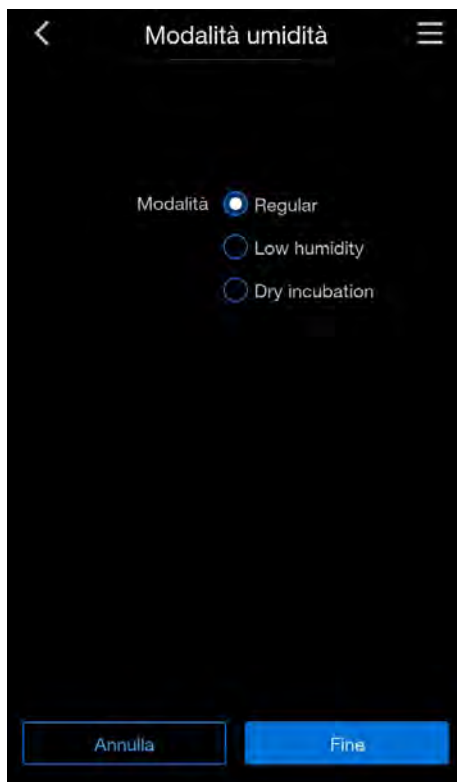 Modalità umidità
Modalità Regular
Low humidity
Dry incubation
Annulla Fine